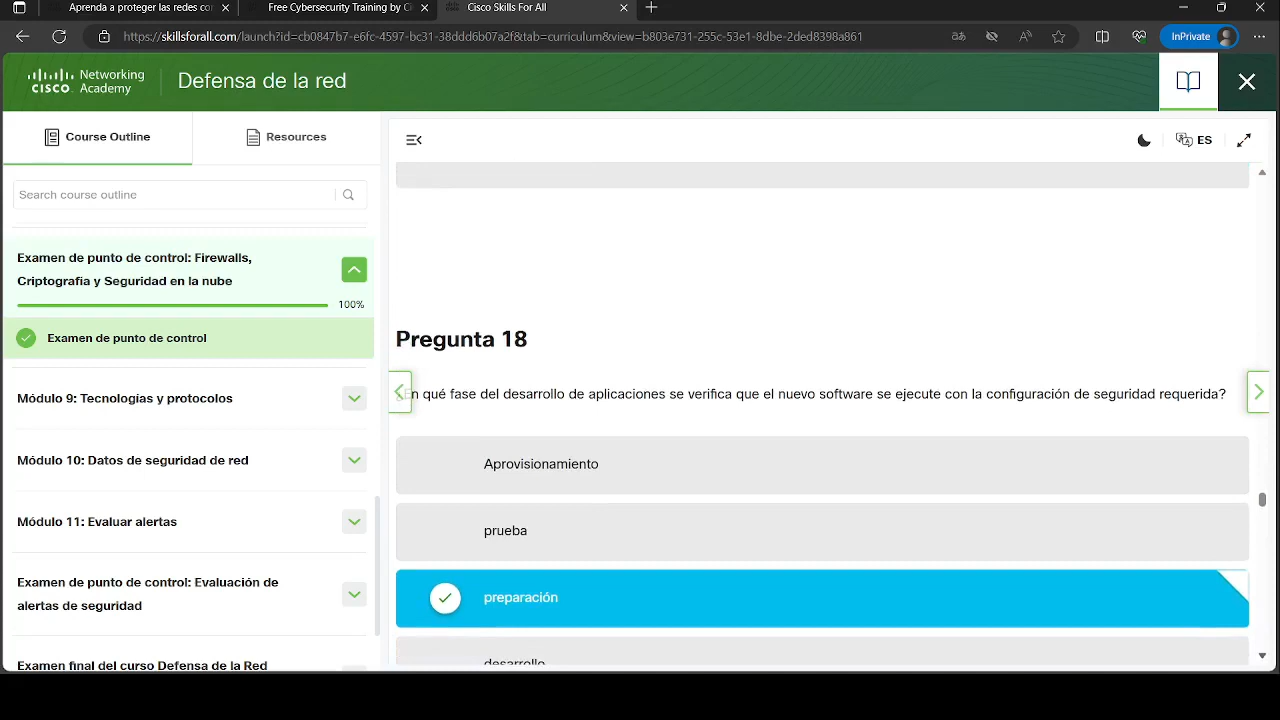 Aprenda a proteger las redes cor
Free Cybersecurity Training by Ci
Cisco Skills For All
https://skillsforall.com/launch?id=cb0847b7-e6fc-4597-bc31-38ddd6b07a2f&tab=curriculum&view=b803e731-255c-53e1-8dbe-2ded8398a861
InPrivate
Networking
CISCO Academy
Defensa de la red
Course Outline
Resources
ES
Search course outline
Examen de punto de control: Firewalls,
Criptografía y Seguridad en la nube
100%
Examen de punto de control
Módulo 9: Tecnologías y protocolos
Módulo 10: Datos de seguridad de red
Módulo 11: Evaluar alertas
Examen de punto de control: Evaluación de
alertas de seguridad
Examen final del curso Defensa de la Red
Pregunta 18
¿En qué fase del desarrollo de aplicaciones se verifica que el nuevo software se ejecute con la configuración de seguridad requerida?
Aprovisionamiento
prueba
preparación
desarrollo